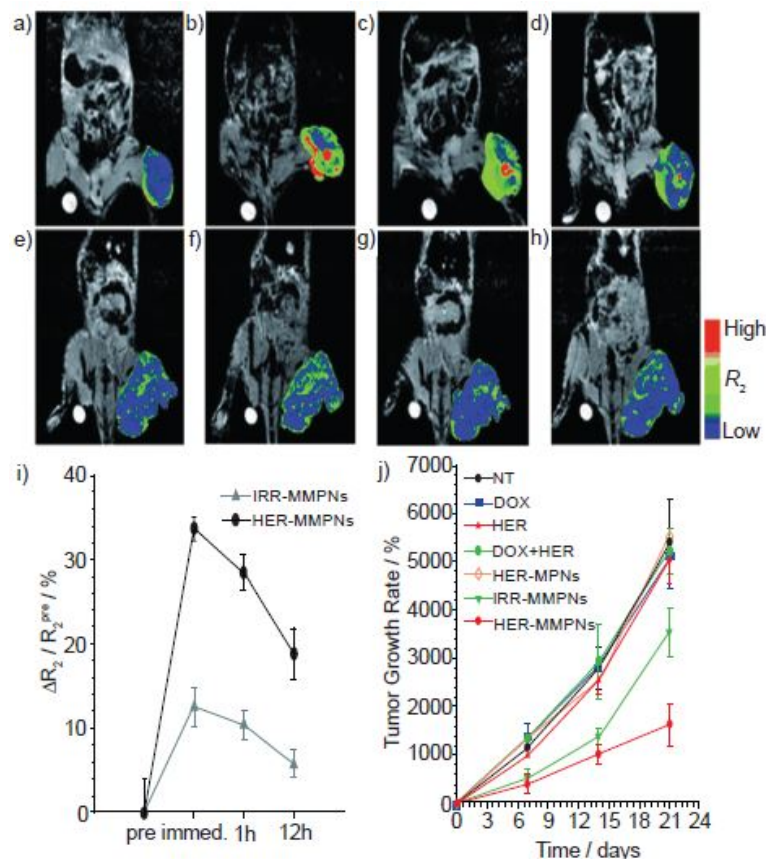 a)
b)
c)
d)
e)
f)
g)
h)
High
R2
Low
i)
40
30
20
10
0
ΔR2 / R2^pre / %
IRR-MMPNs
HER-MMPNs
pre immed. 1h 12h
j)
7000
6000
5000
4000
3000
2000
1000
0
Tumor Growth Rate / %
NT
DOX
HER
DOX+HER
HER-MPNs
IRR-MMPNs
HER-MMPNs
0 3 6 9 12 15 18 21 24
Time / days